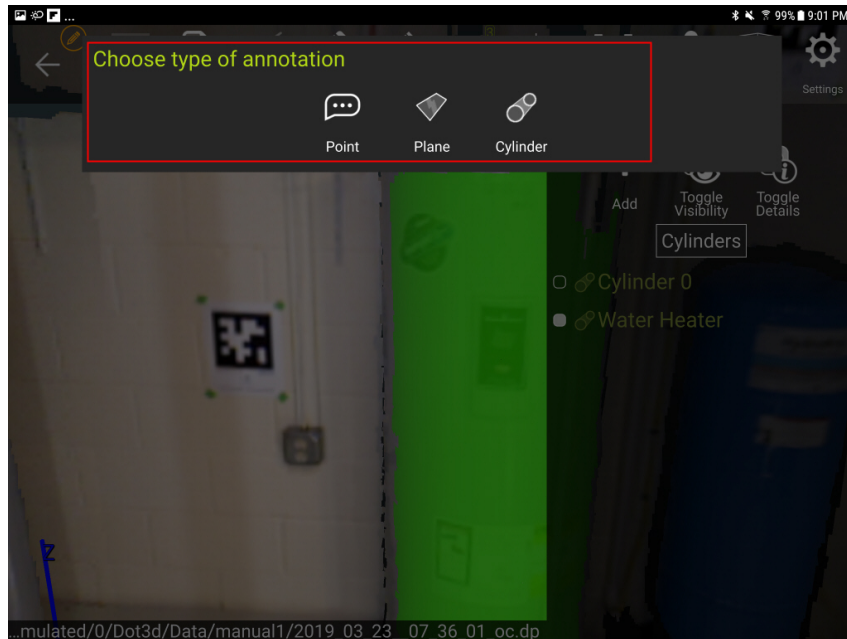 ... 99% 9:01 PM
Choose type of annotation
Settings
Point Plane Cylinder
Add Toggle Visibility Toggle Details
Cylinders
Cylinder 0
Water Heater
Z
...mulated/0/Dot3d/Data/manual1/2019_03_23__07_36_01_oc.dp